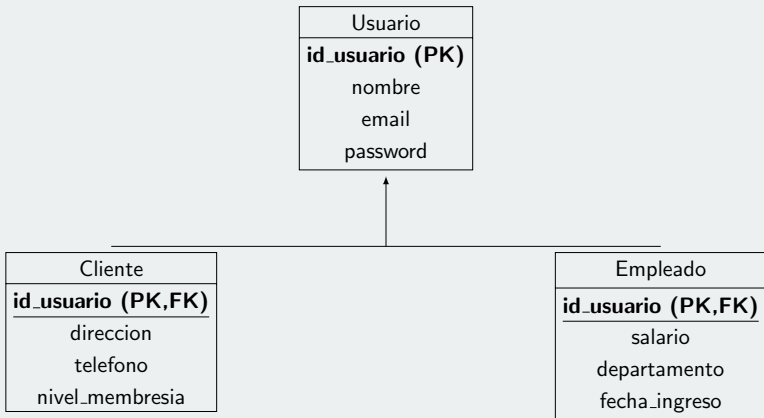 Usuario
id_usuario (PK)
nombre
email
password
Cliente
id_usuario (PK,FK)
direccion
telefono
nivel_membresia
Empleado
id_usuario (PK,FK)
salario
departamento
fecha_ingreso